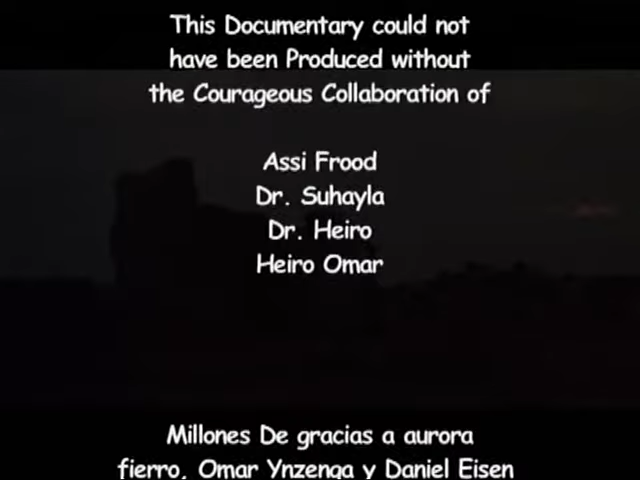 This Documentary could not
have been Produced without
the Courageous Collaboration of
Assi Frood
Dr. Suhayla
Dr. Heiro
Heiro Omar
Millones De gracias a aurora
fierro, Omar Ynzenga y Daniel Eisen